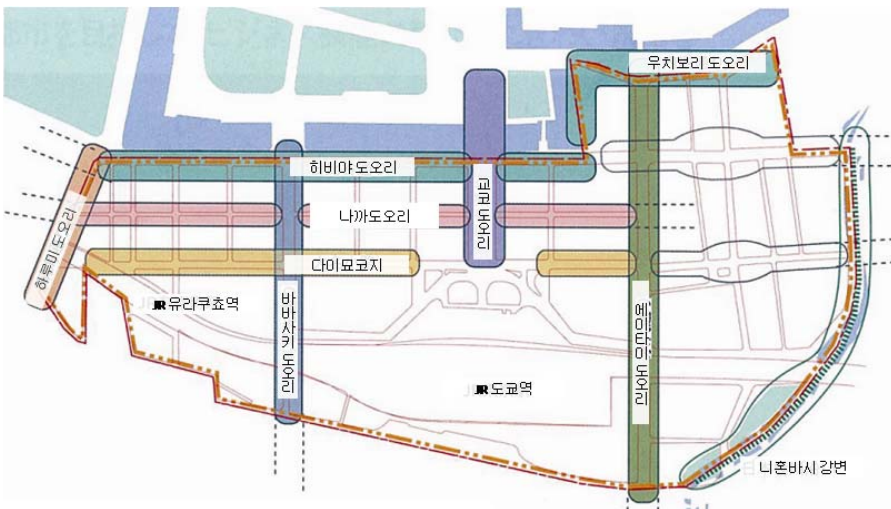 우치보리 도오리
히비야 도오리
교코도오리
나까도오리
하루미 도오리
다이묘코지
JR 유라쿠쵸역
바바사키 도오리
에이타이 도오리
JR 도쿄역
니혼바시 강변